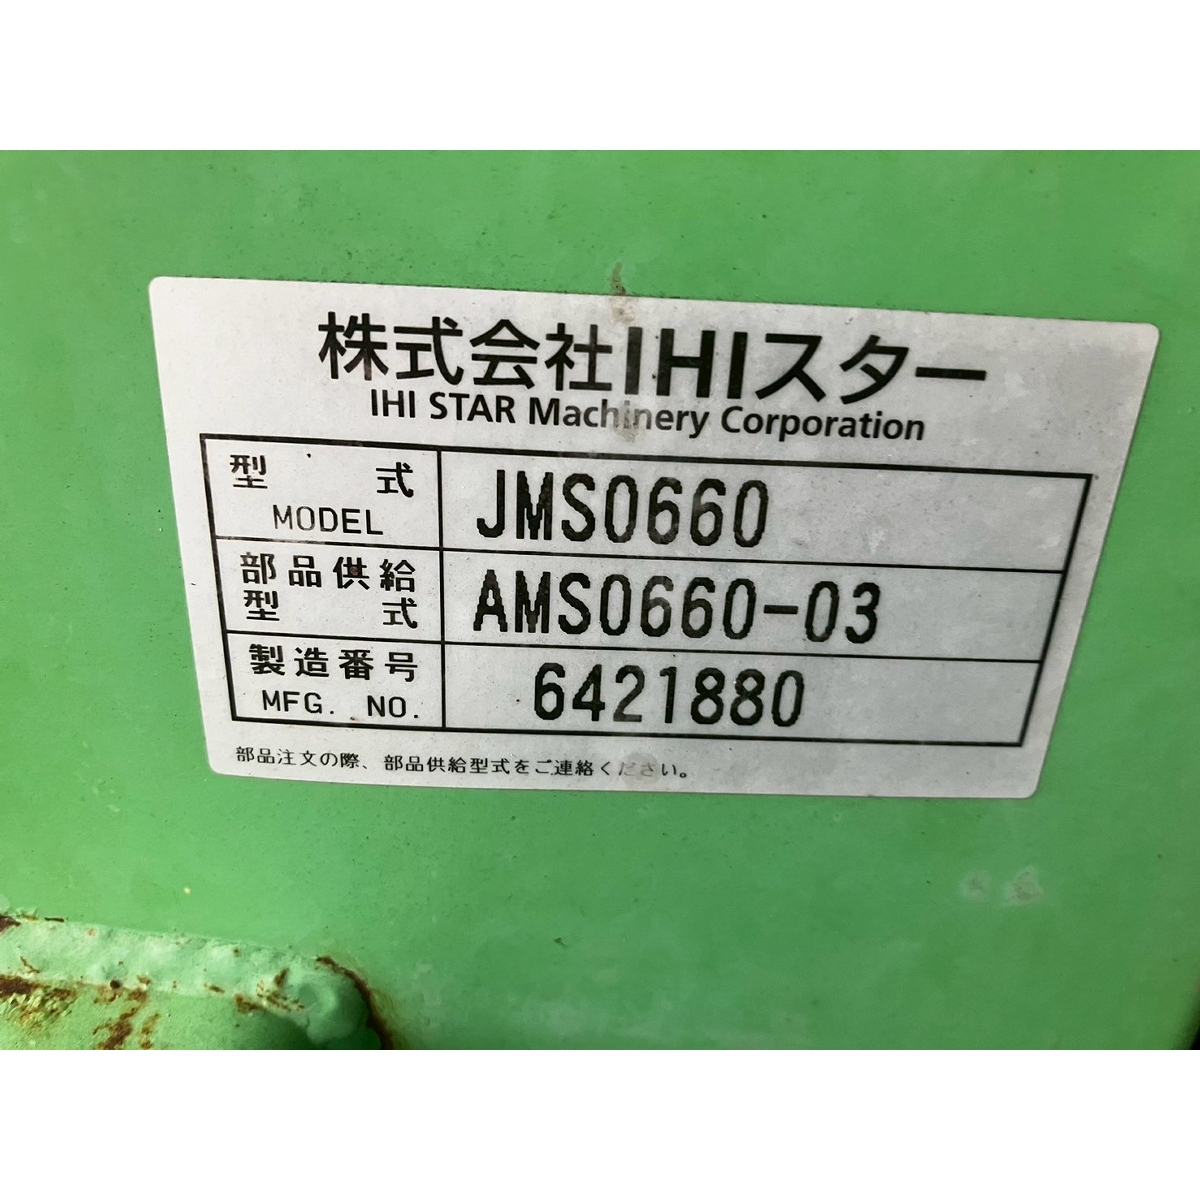 株式会社IHIスター
IHI STAR Machinery Corporation
型式 JMS0660
MODEL
部品供給 AMS0660-03
型式
製造番号 6421880
MFG. NO.
部品注文の際、部品供給型式をご連絡ください。